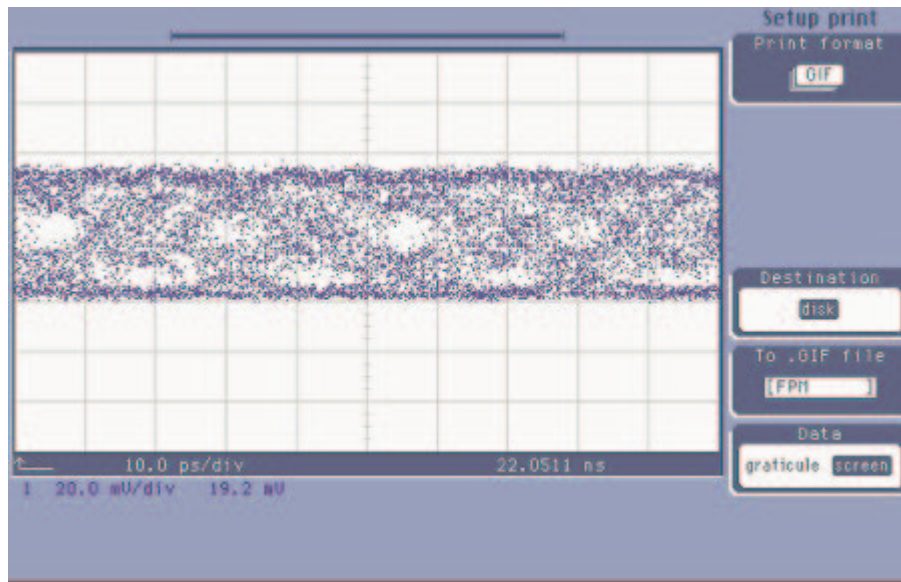 Setup print
Print format
GIF
Destination
disk
To .GIF file
[FPM ]
Data
graticule screen
10.0 ps/div 22.0511 ns
1 20.0 mV/div 19.2 mV